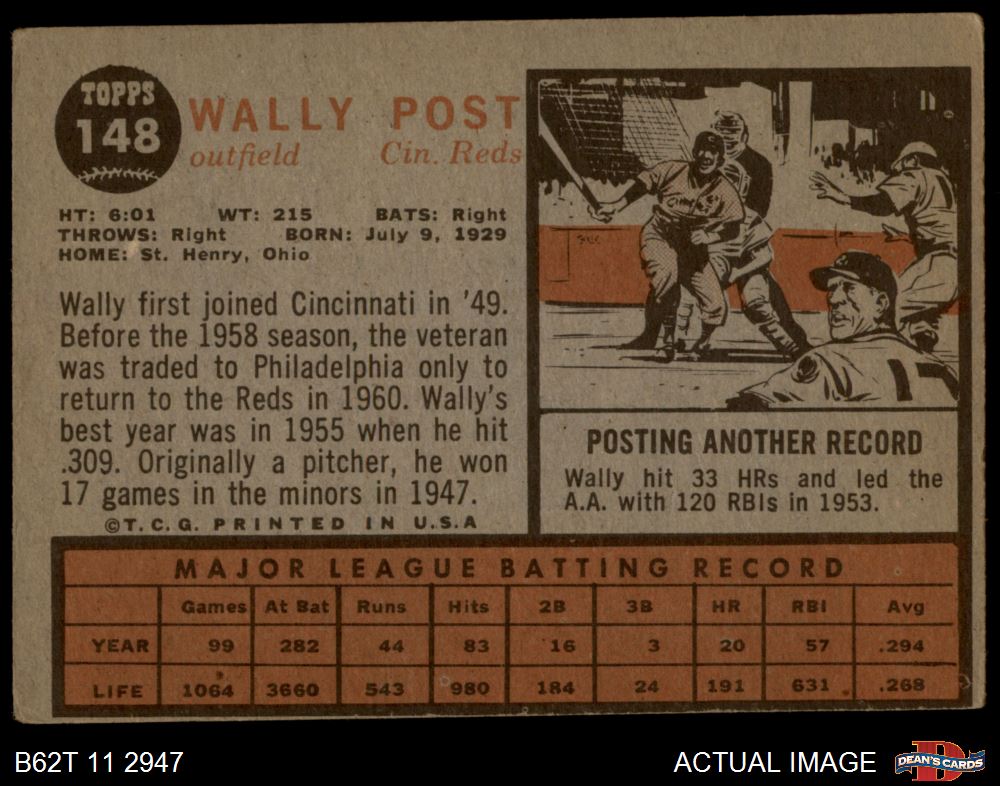 TOPPS
148
WALLY POST
outfield Cin. Reds
HT: 6:01 WT: 215 BATS: Right
THROWS: Right BORN: July 9, 1929
HOME: St. Henry, Ohio
Wally first joined Cincinnati in '49.
Before the 1958 season, the veteran
was traded to Philadelphia only to
return to the Reds in 1960. Wally's
best year was in 1955 when he hit
.309. Originally a pitcher, he won
17 games in the minors in 1947.
©T.C.G. PRINTED IN U.S.A
POSTING ANOTHER RECORD
Wally hit 33 HRs and led the
A.A. with 120 RBIs in 1953.
MAJOR LEAGUE BATTING RECORD
Games At Bat Runs Hits 2B 3B HR RBI Avg
YEAR 99 282 44 83 16 3 20 57 .294
LIFE 1064 3660 543 980 184 24 191 631 .268
B62T 11 2947
ACTUAL IMAGE
DEAN'S CARDS